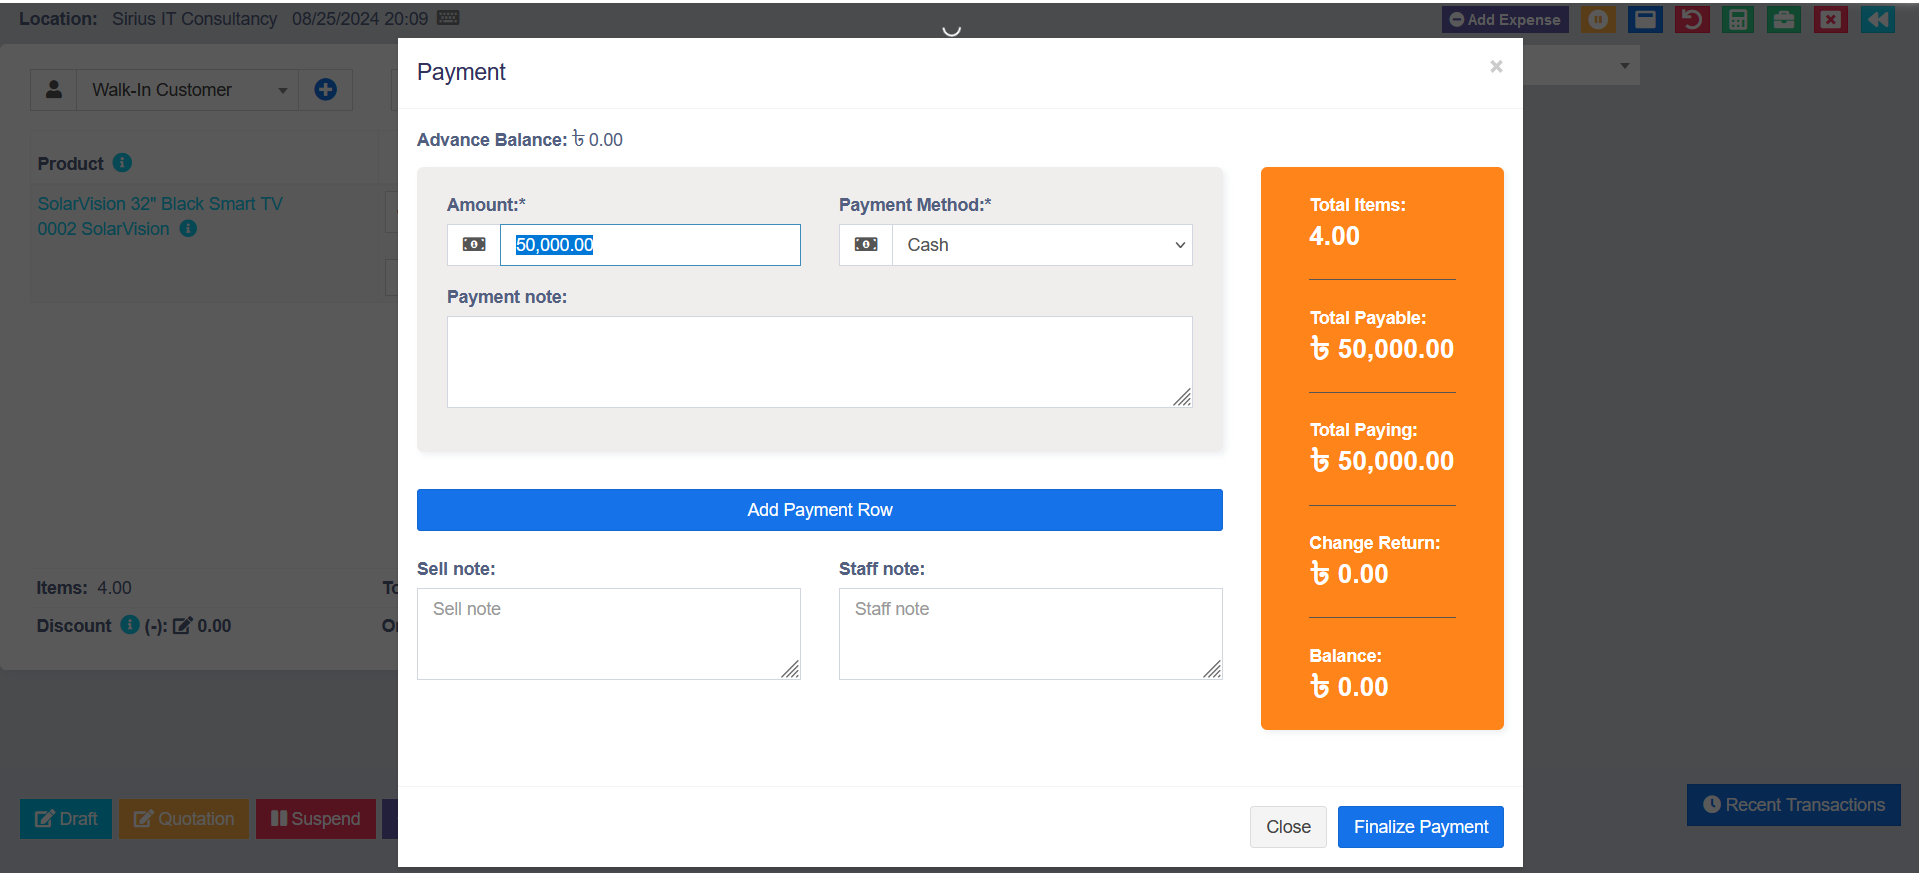 Location: Sirius IT Consultancy 08/25/2024 20:09
Add Expense
Walk-In Customer
Product
SolarVision 32" Black Smart TV
0002 SolarVision
Items: 4.00
Discount (-): 0.00
Draft
Quotation
Suspend
Payment
×
Advance Balance: ৳ 0.00
Amount:*
50,000.00
Payment Method:*
Cash
Payment note:
Add Payment Row
Sell note:
Sell note
Staff note:
Staff note
Total Items:
4.00
Total Payable:
৳ 50,000.00
Total Paying:
৳ 50,000.00
Change Return:
৳ 0.00
Balance:
৳ 0.00
Close
Finalize Payment
Recent Transactions